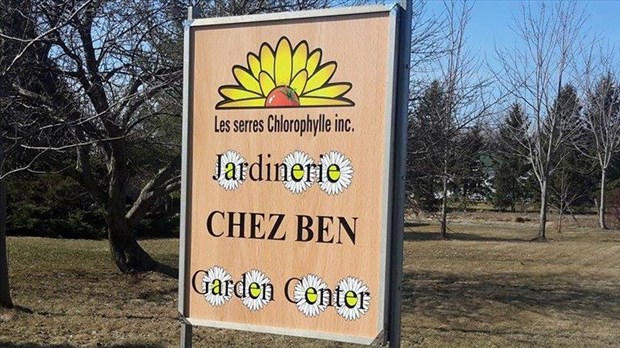 Les serres Chlorophylle inc.
Jardinerie
CHEZ BEN
Garden Center